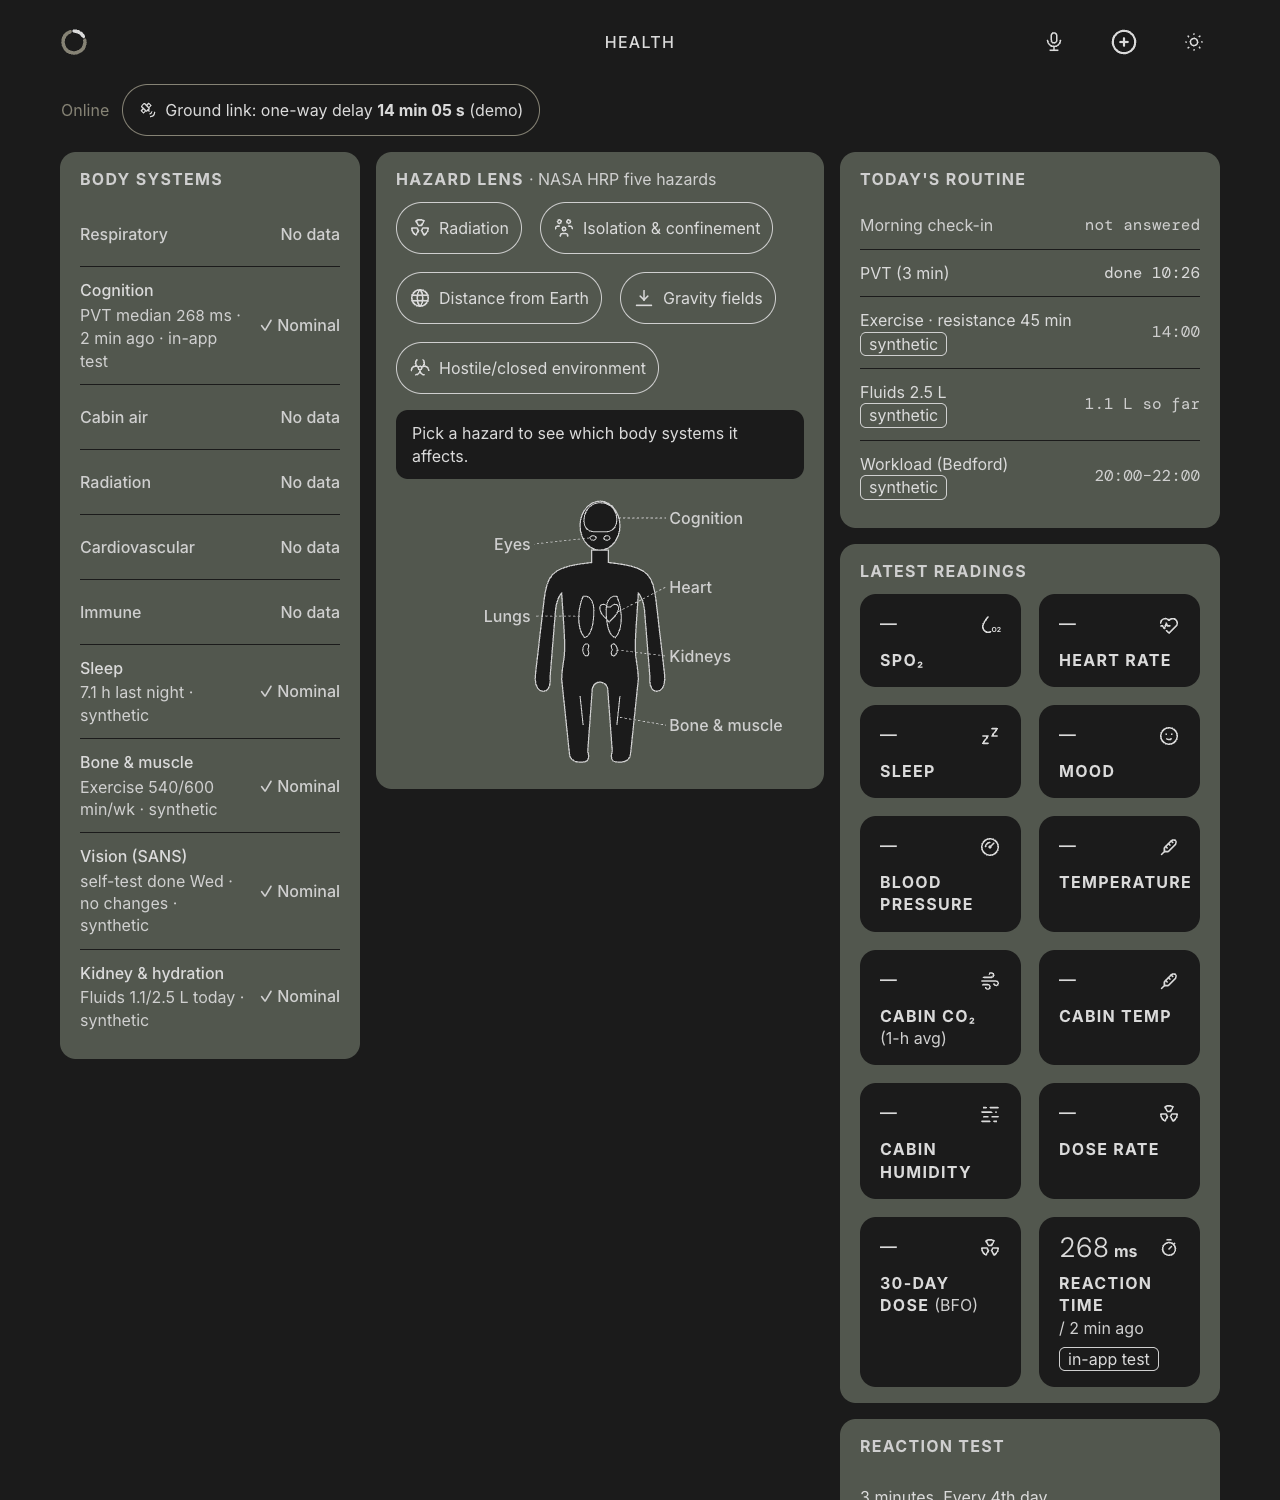 HEALTH
Online
Ground link: one-way delay 14 min 05 s (demo)
BODY SYSTEMS
Respiratory No data
Cognition
PVT median 268 ms ·
2 min ago · in-app
test
✓ Nominal
Cabin air No data
Radiation No data
Cardiovascular No data
Immune No data
Sleep
7.1 h last night ·
synthetic
✓ Nominal
Bone & muscle
Exercise 540/600
min/wk · synthetic
✓ Nominal
Vision (SANS)
self-test done Wed ·
no changes ·
synthetic
✓ Nominal
Kidney & hydration
Fluids 1.1/2.5 L today ·
synthetic
✓ Nominal
HAZARD LENS · NASA HRP five hazards
Radiation
Isolation & confinement
Distance from Earth
Gravity fields
Hostile/closed environment
Pick a hazard to see which body systems it
affects.
Cognition
Eyes
Heart
Lungs
Kidneys
Bone & muscle
TODAY'S ROUTINE
Morning check-in not answered
PVT (3 min) done 10:26
Exercise · resistance 45 min
synthetic
14:00
Fluids 2.5 L
synthetic
1.1 L so far
Workload (Bedford)
synthetic
20:00–22:00
LATEST READINGS
—
O2
SPO₂
—
HEART RATE
—
zZ
SLEEP
—
MOOD
—
BLOOD
PRESSURE
—
TEMPERATURE
—
CABIN CO₂
(1-h avg)
—
CABIN TEMP
—
CABIN
HUMIDITY
—
DOSE RATE
—
30-DAY
DOSE (BFO)
268 ms
REACTION
TIME
/ 2 min ago
in-app test
REACTION TEST
3 minutes. Every 4th day